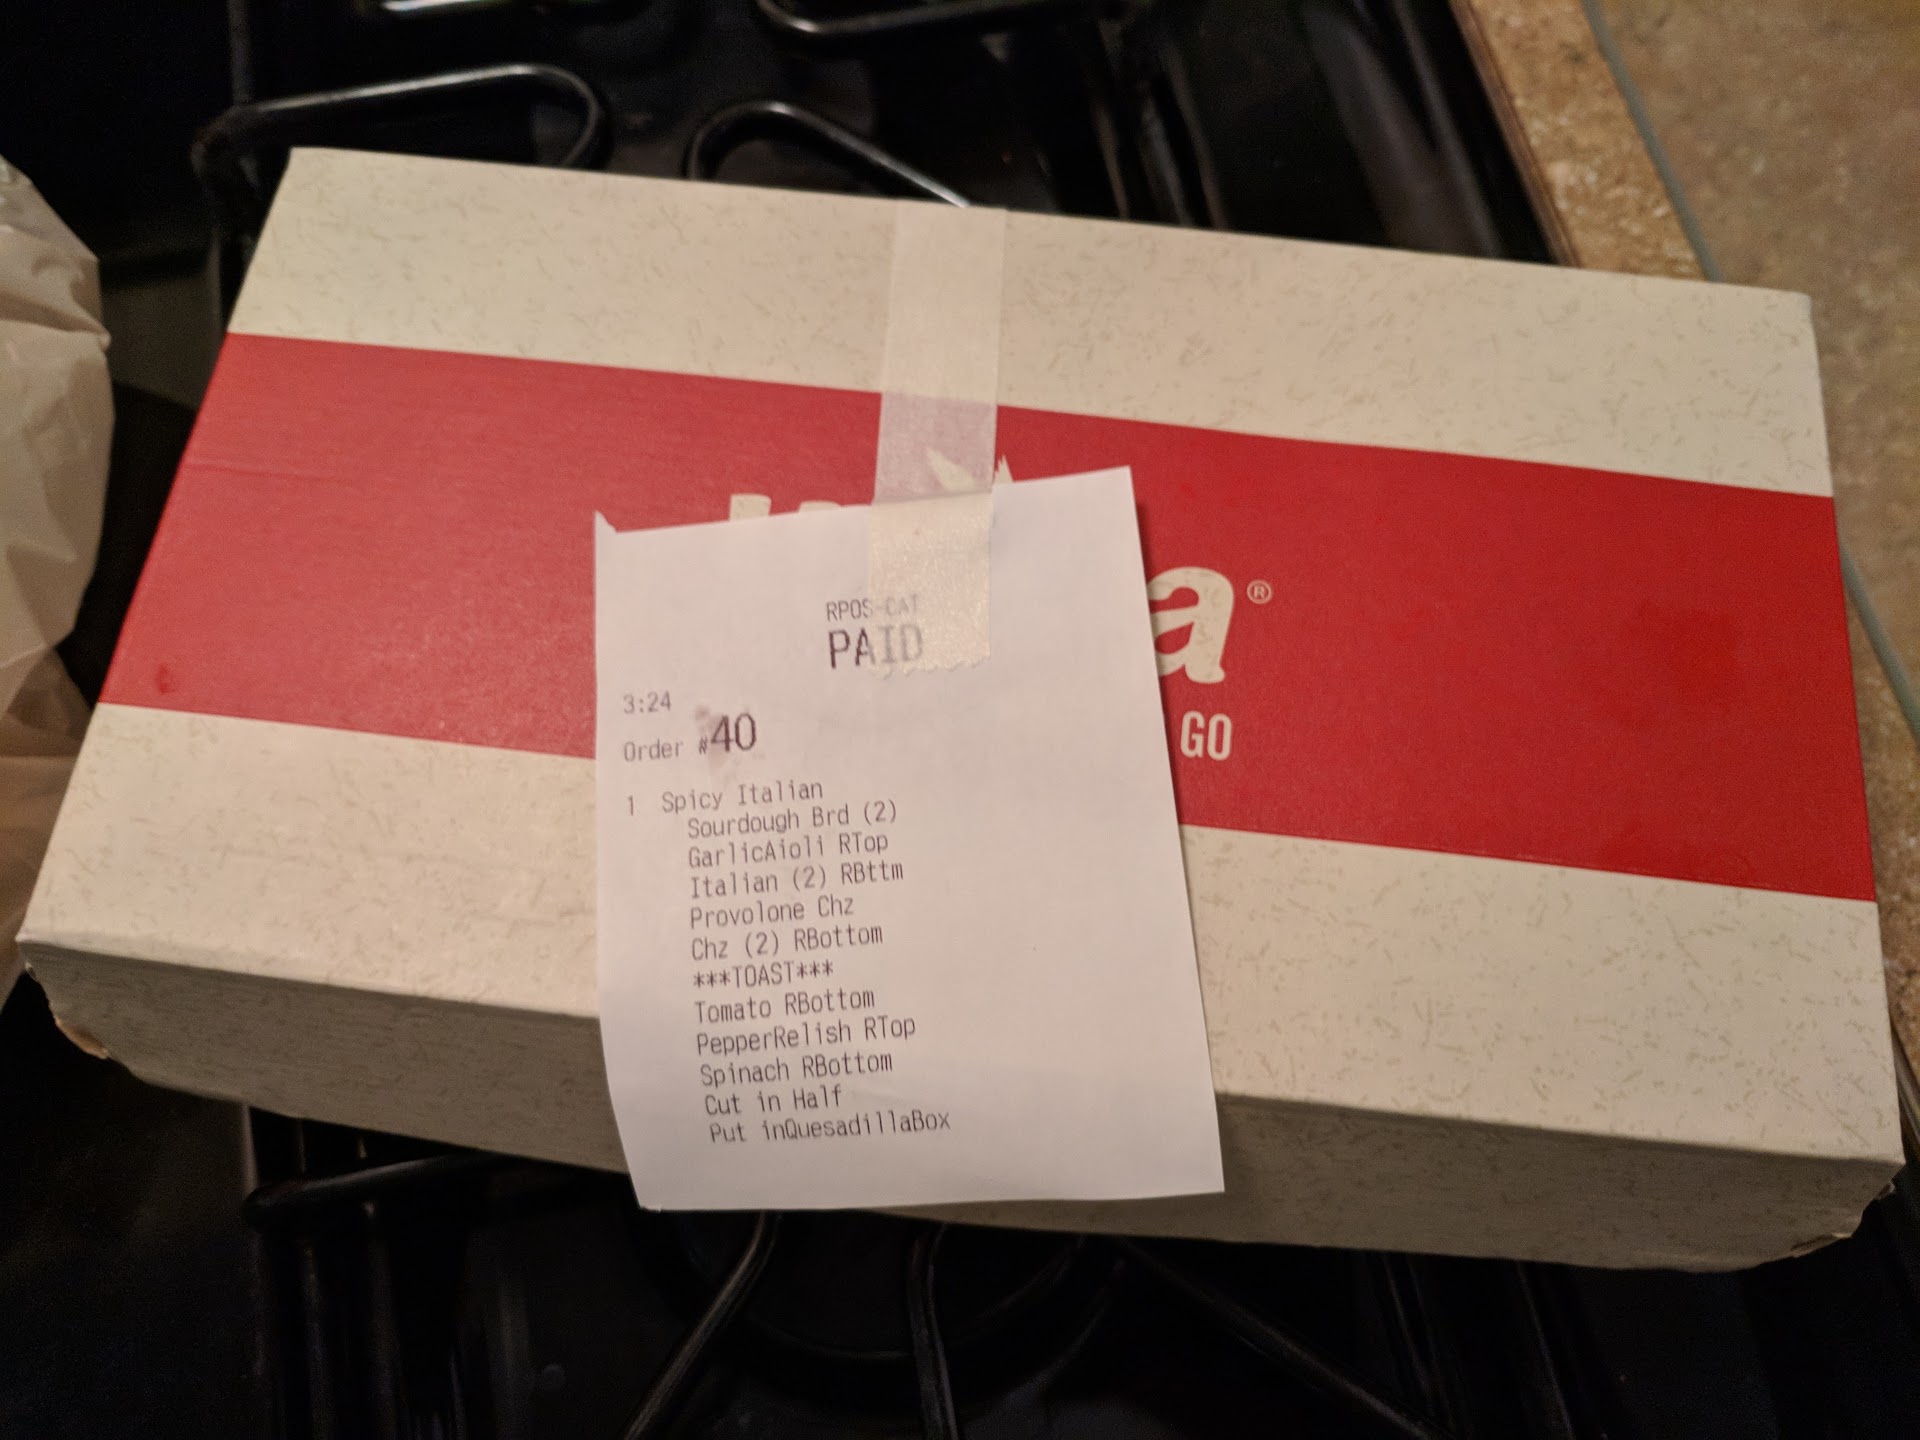 a®
GO
RPOS-CAT
PAID
3:24
Order #40
1 Spicy Italian
Sourdough Brd (2)
GarlicAioli RTop
Italian (2) RBttm
Provolone Chz
Chz (2) RBottom
***TOAST***
Tomato RBottom
PepperRelish RTop
Spinach RBottom
Cut in Half
Put inQuesadillaBox